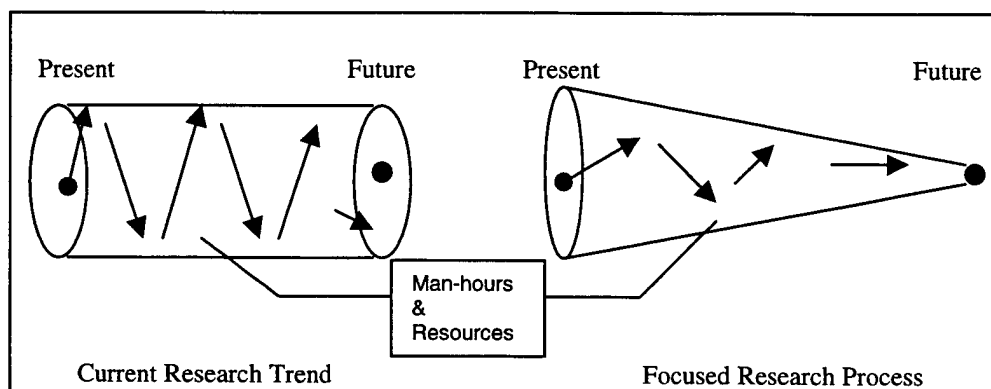 Present
Future
Present
Future
Man-hours
&
Resources
Current Research Trend
Focused Research Process